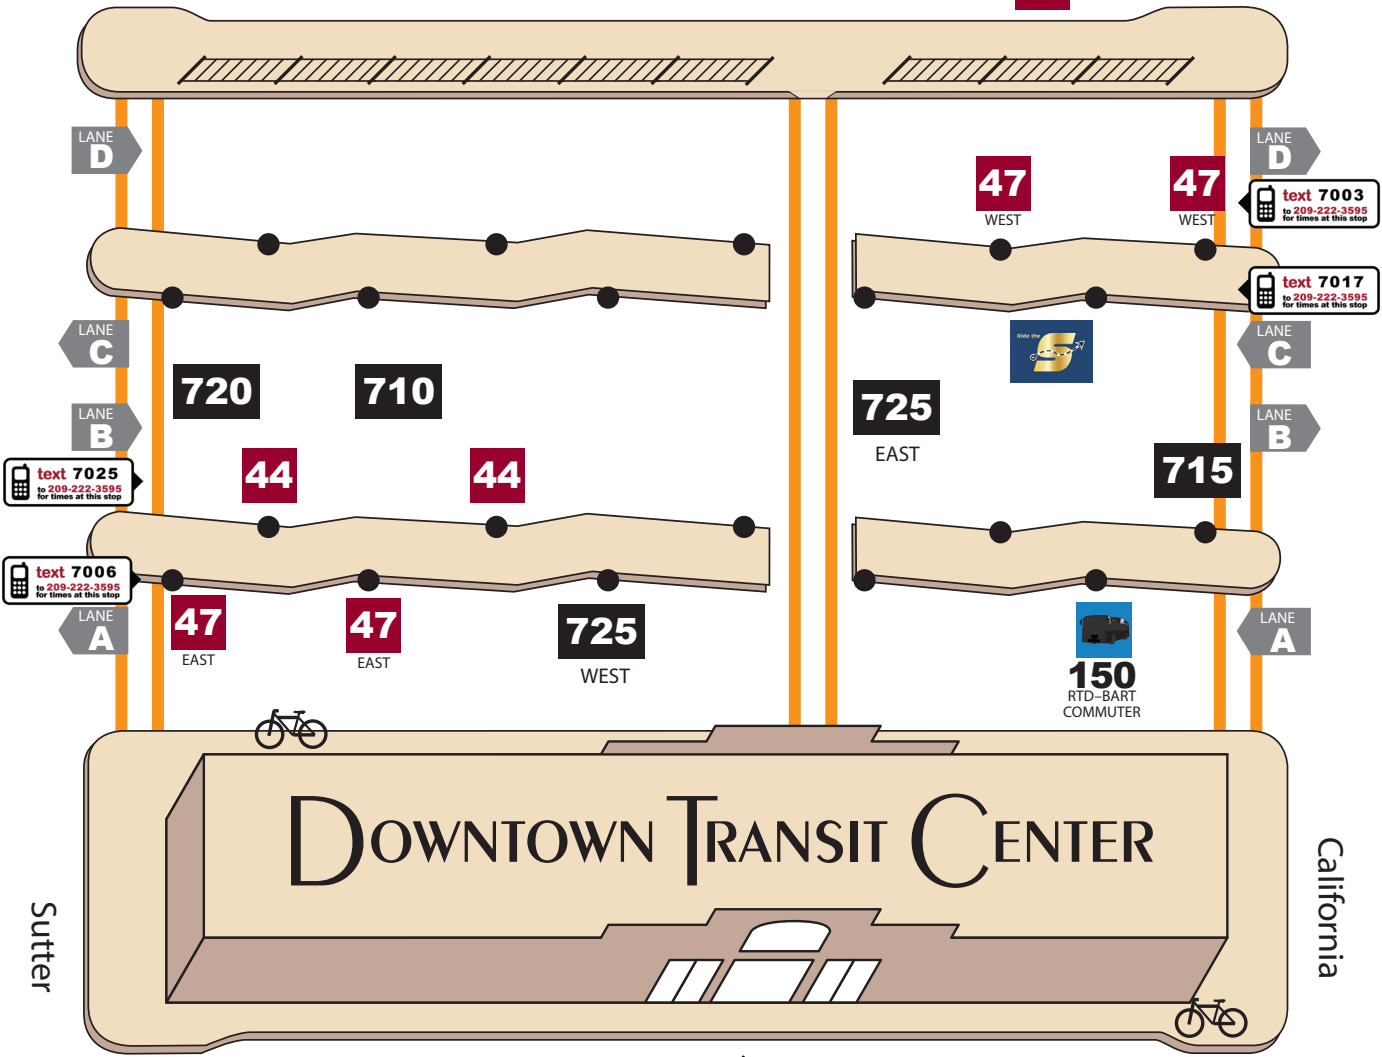 LANE
D
LANE
D
47
WEST
47
WEST
text 7003
to 209-222-3595
for times at this stop
text 7017
to 209-222-3595
for times at this stop
LANE
C
LANE
C
Ride the
S
720
710
725
EAST
LANE
B
LANE
B
text 7025
to 209-222-3595
for times at this stop
44
44
715
text 7006
to 209-222-3595
for times at this stop
LANE
A
LANE
A
47
EAST
47
EAST
725
WEST
150
RTD-BART
COMMUTER
DOWNTOWN TRANSIT CENTER
Sutter
California